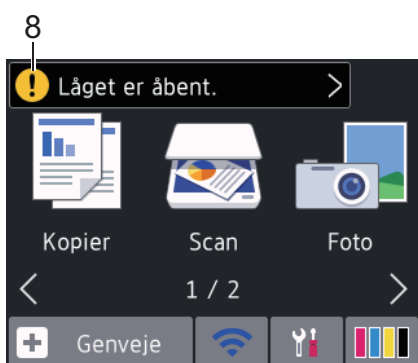 8
Låget er åbent.
Kopier Scan Foto
1 / 2
Genveje